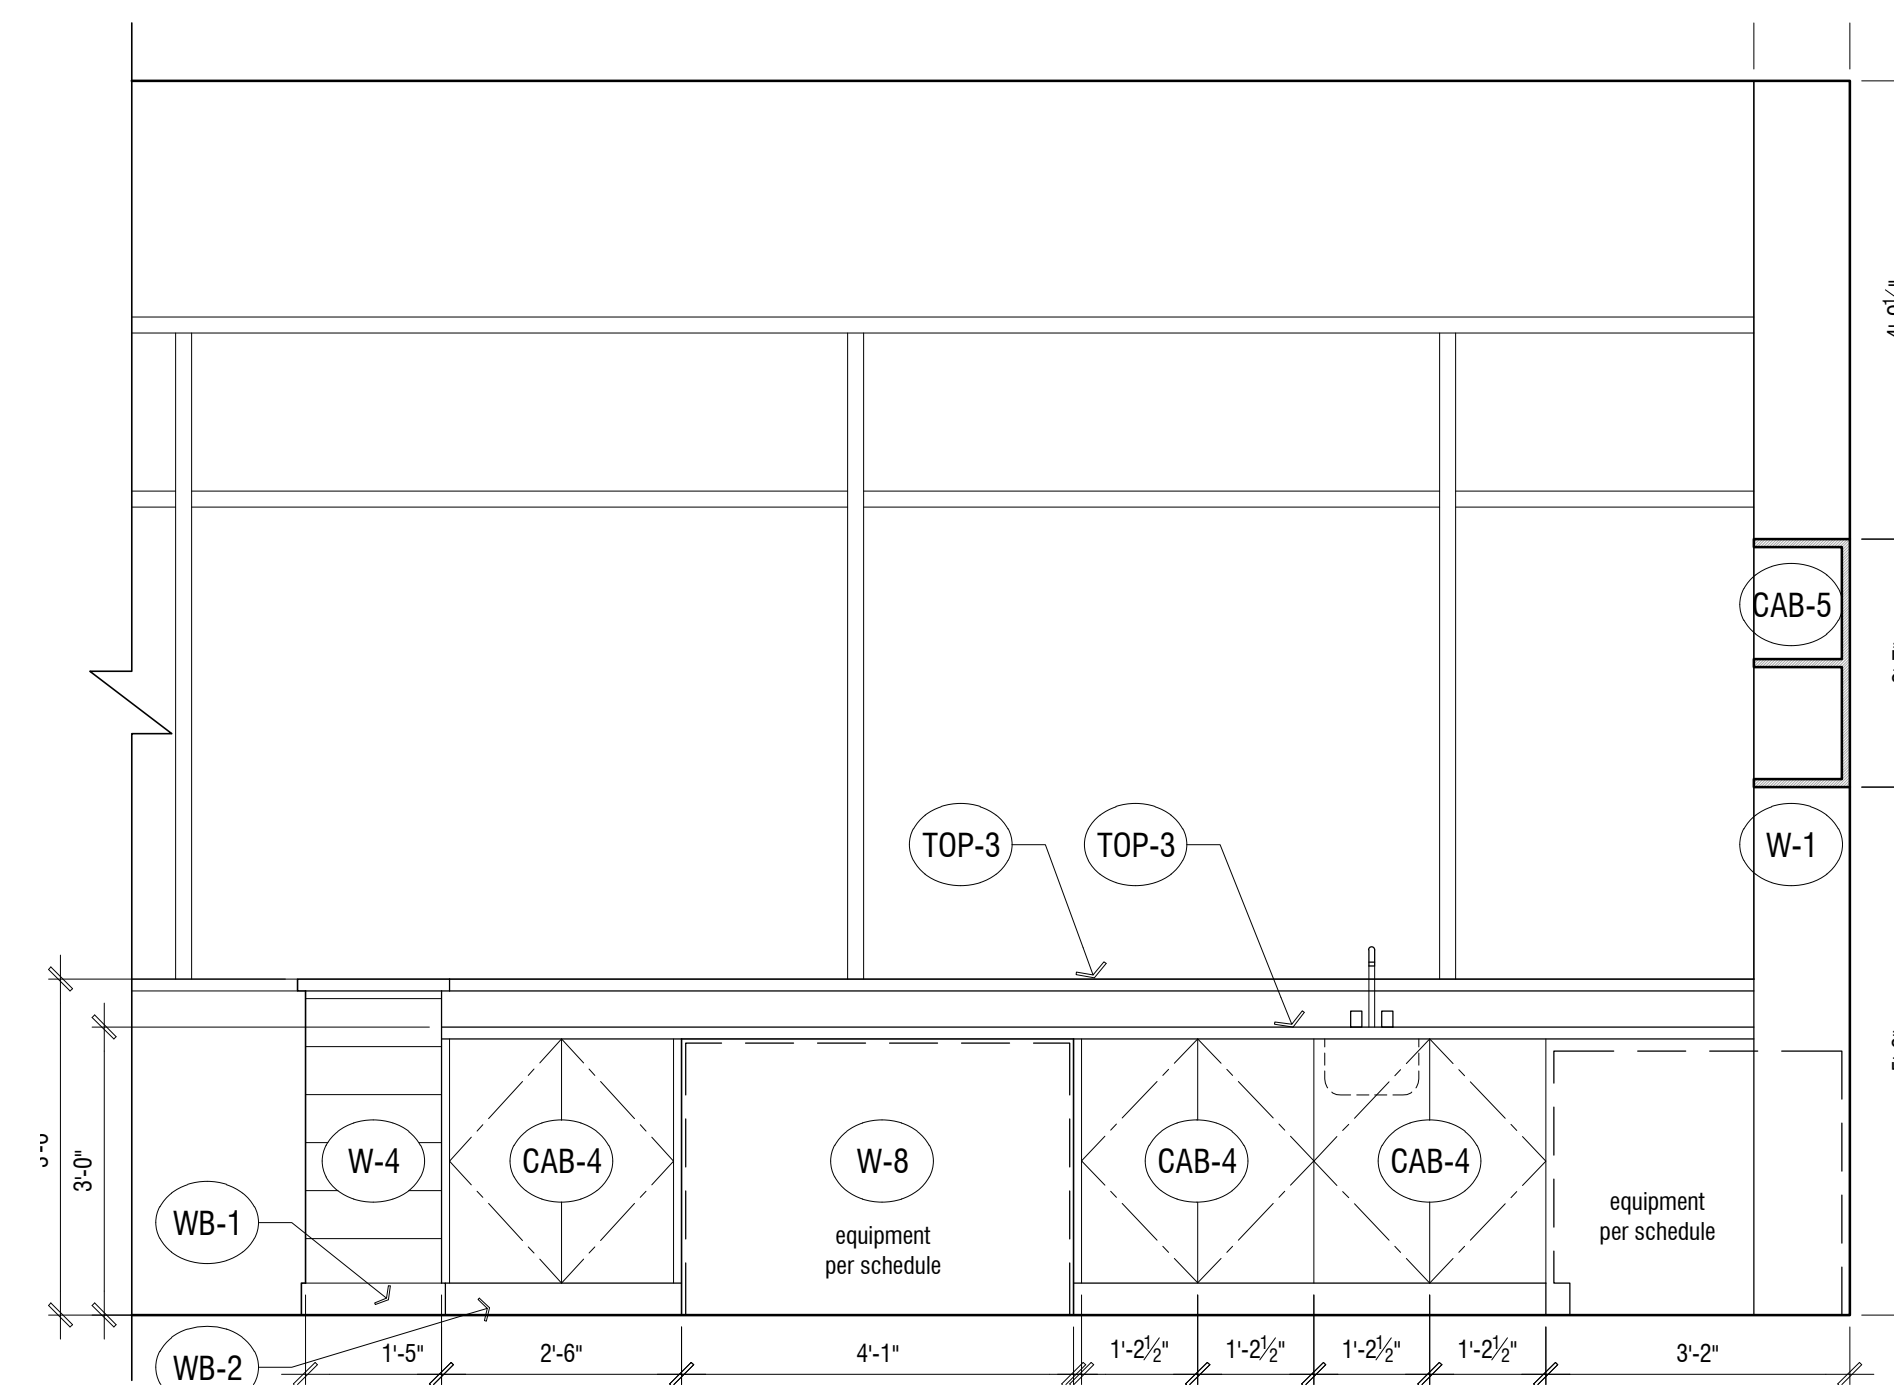 CAB-5
TOP-3
TOP-3
W-1
3'-0"
W-4
CAB-4
W-8
CAB-4
CAB-4
WB-1
equipment
per schedule
equipment
per schedule
WB-2
1'-5"
2'-6"
4'-1"
1'-2½"
1'-2½"
1'-2½"
1'-2½"
3'-2"